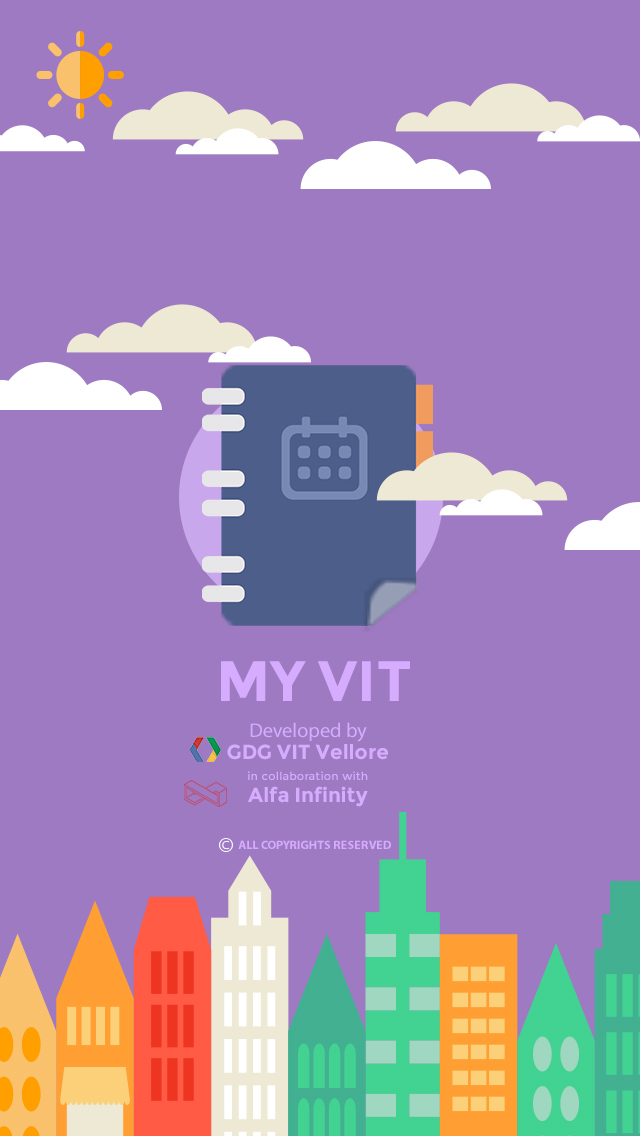 MY VIT
Developed by
GDG VIT Vellore
in collaboration with
Alfa Infinity
© ALL COPYRIGHTS RESERVED